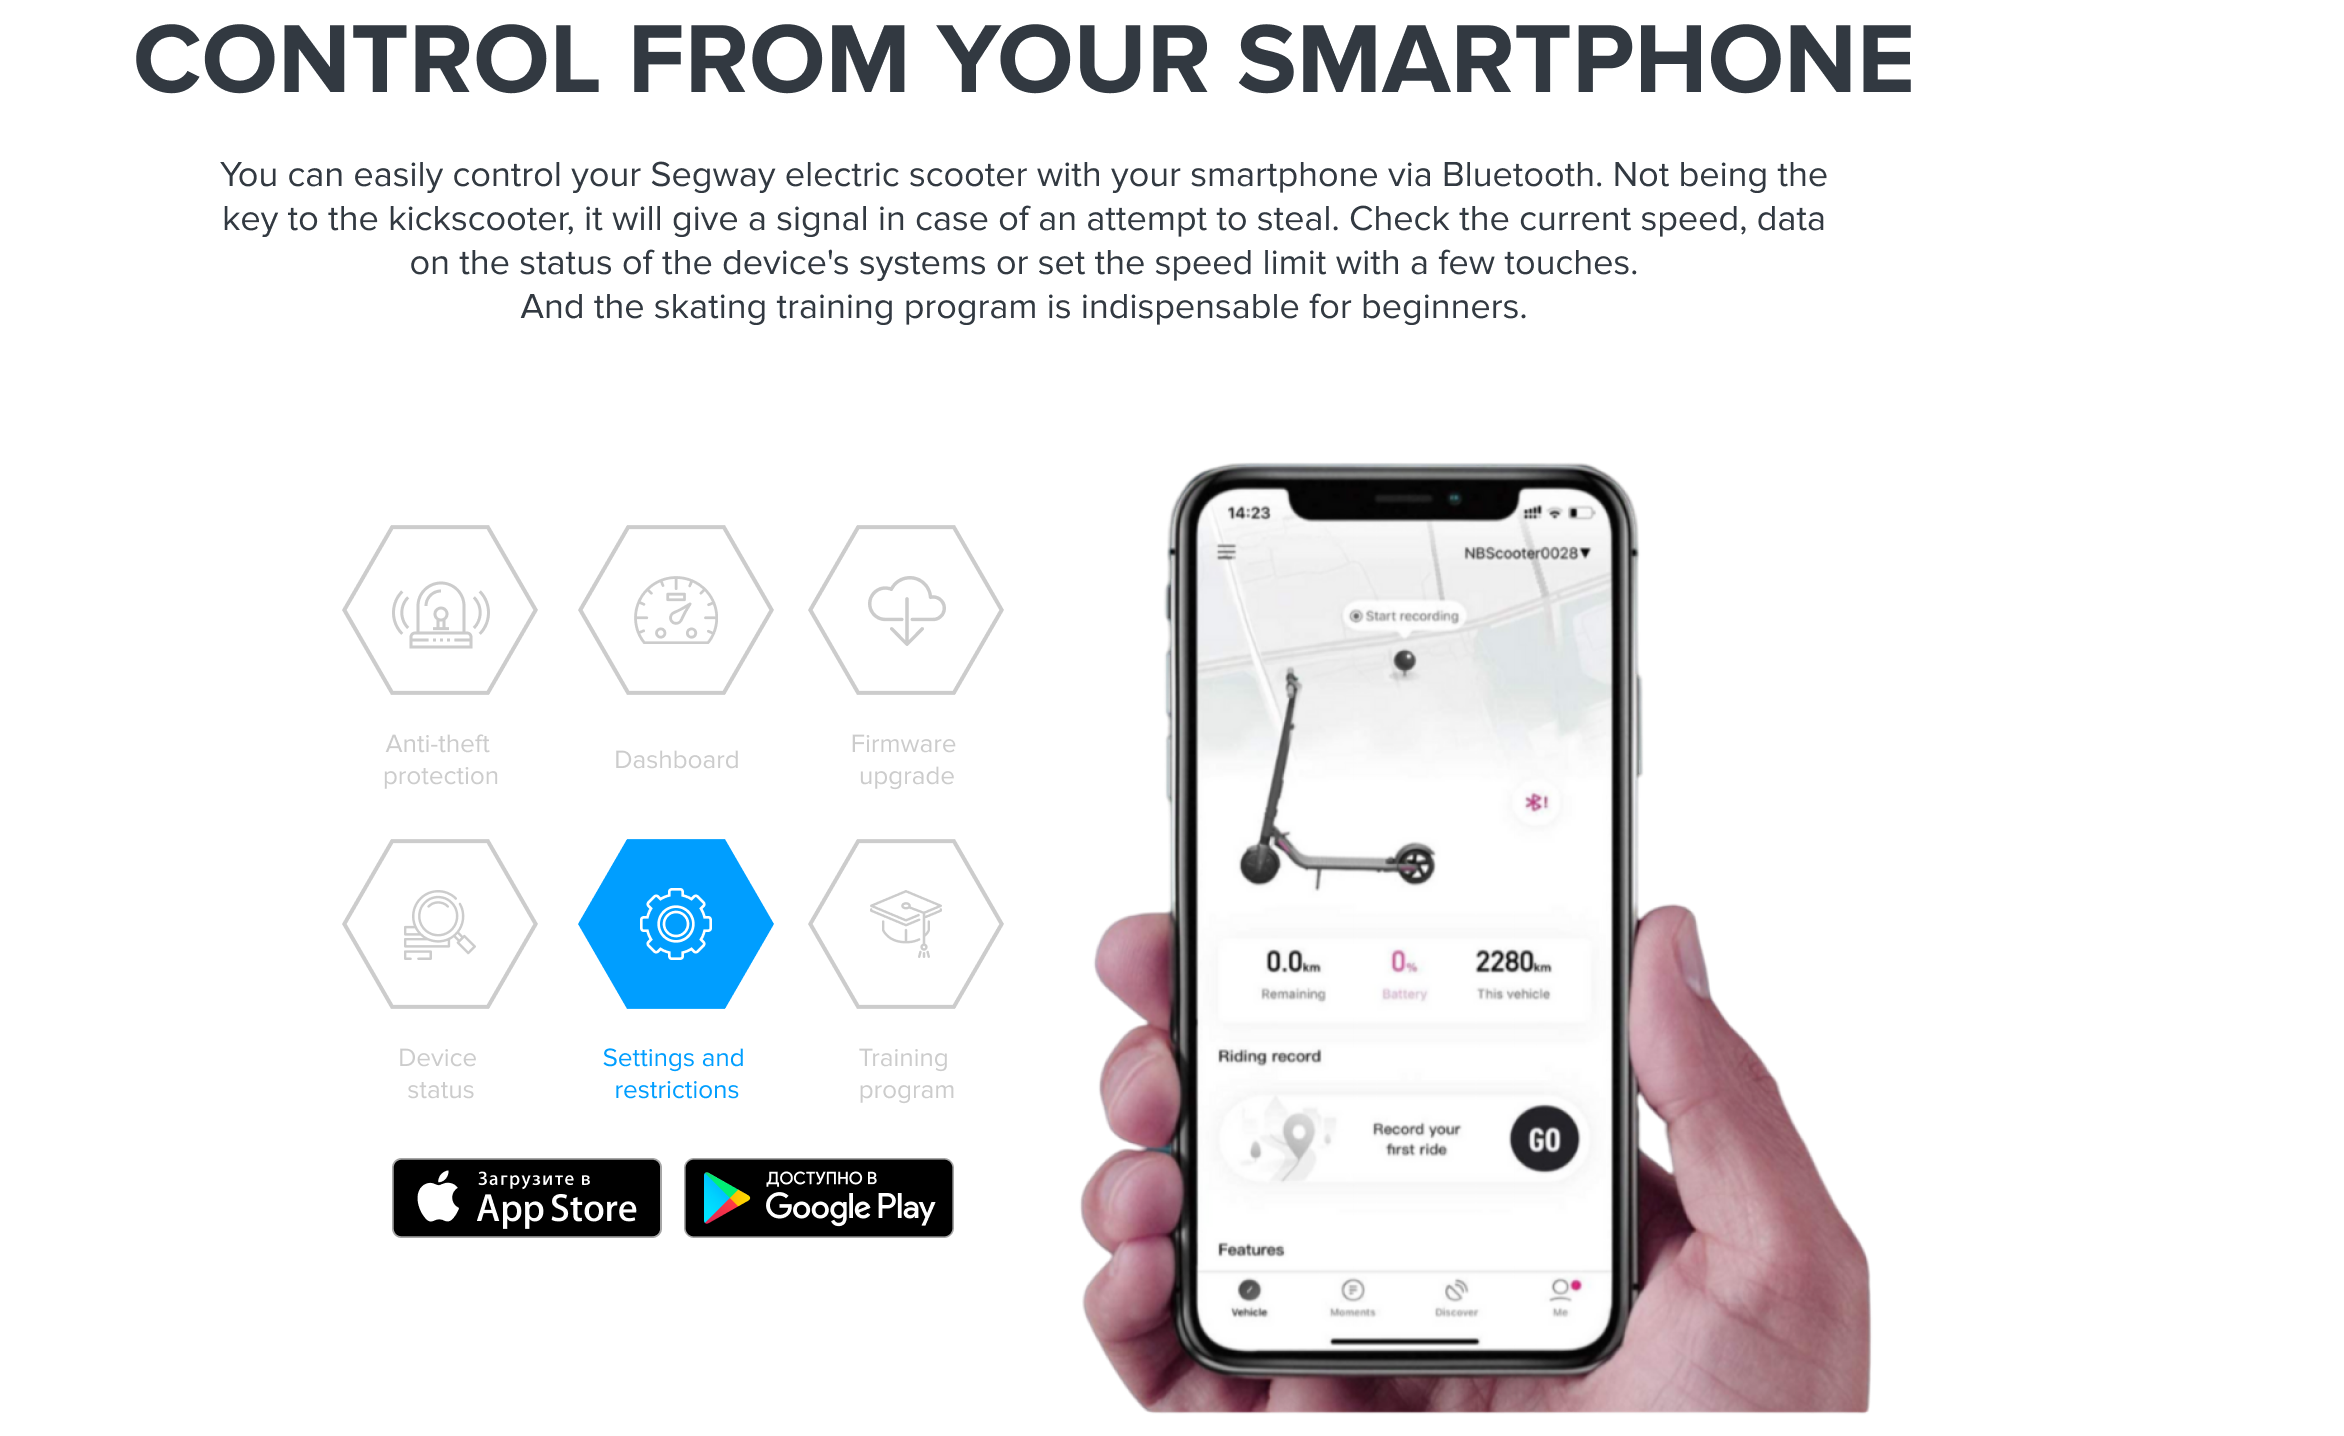 CONTROL FROM YOUR SMARTPHONE
You can easily control your Segway electric scooter with your smartphone via Bluetooth. Not being the
key to the kickscooter, it will give a signal in case of an attempt to steal. Check the current speed, data
on the status of the device's systems or set the speed limit with a few touches.
And the skating training program is indispensable for beginners.
Anti-theft
protection
Dashboard
Firmware
upgrade
Device
status
Settings and
restrictions
Training
program
Загрузите в
App Store
ДОСТУПНО В
Google Play
14:23
NBScooter0028▼
Start recording
0.0km
Remaining
0%
Battery
2280km
This vehicle
Riding record
Record your
first ride
GO
Features
Vehicle
Moments
Discover
Me